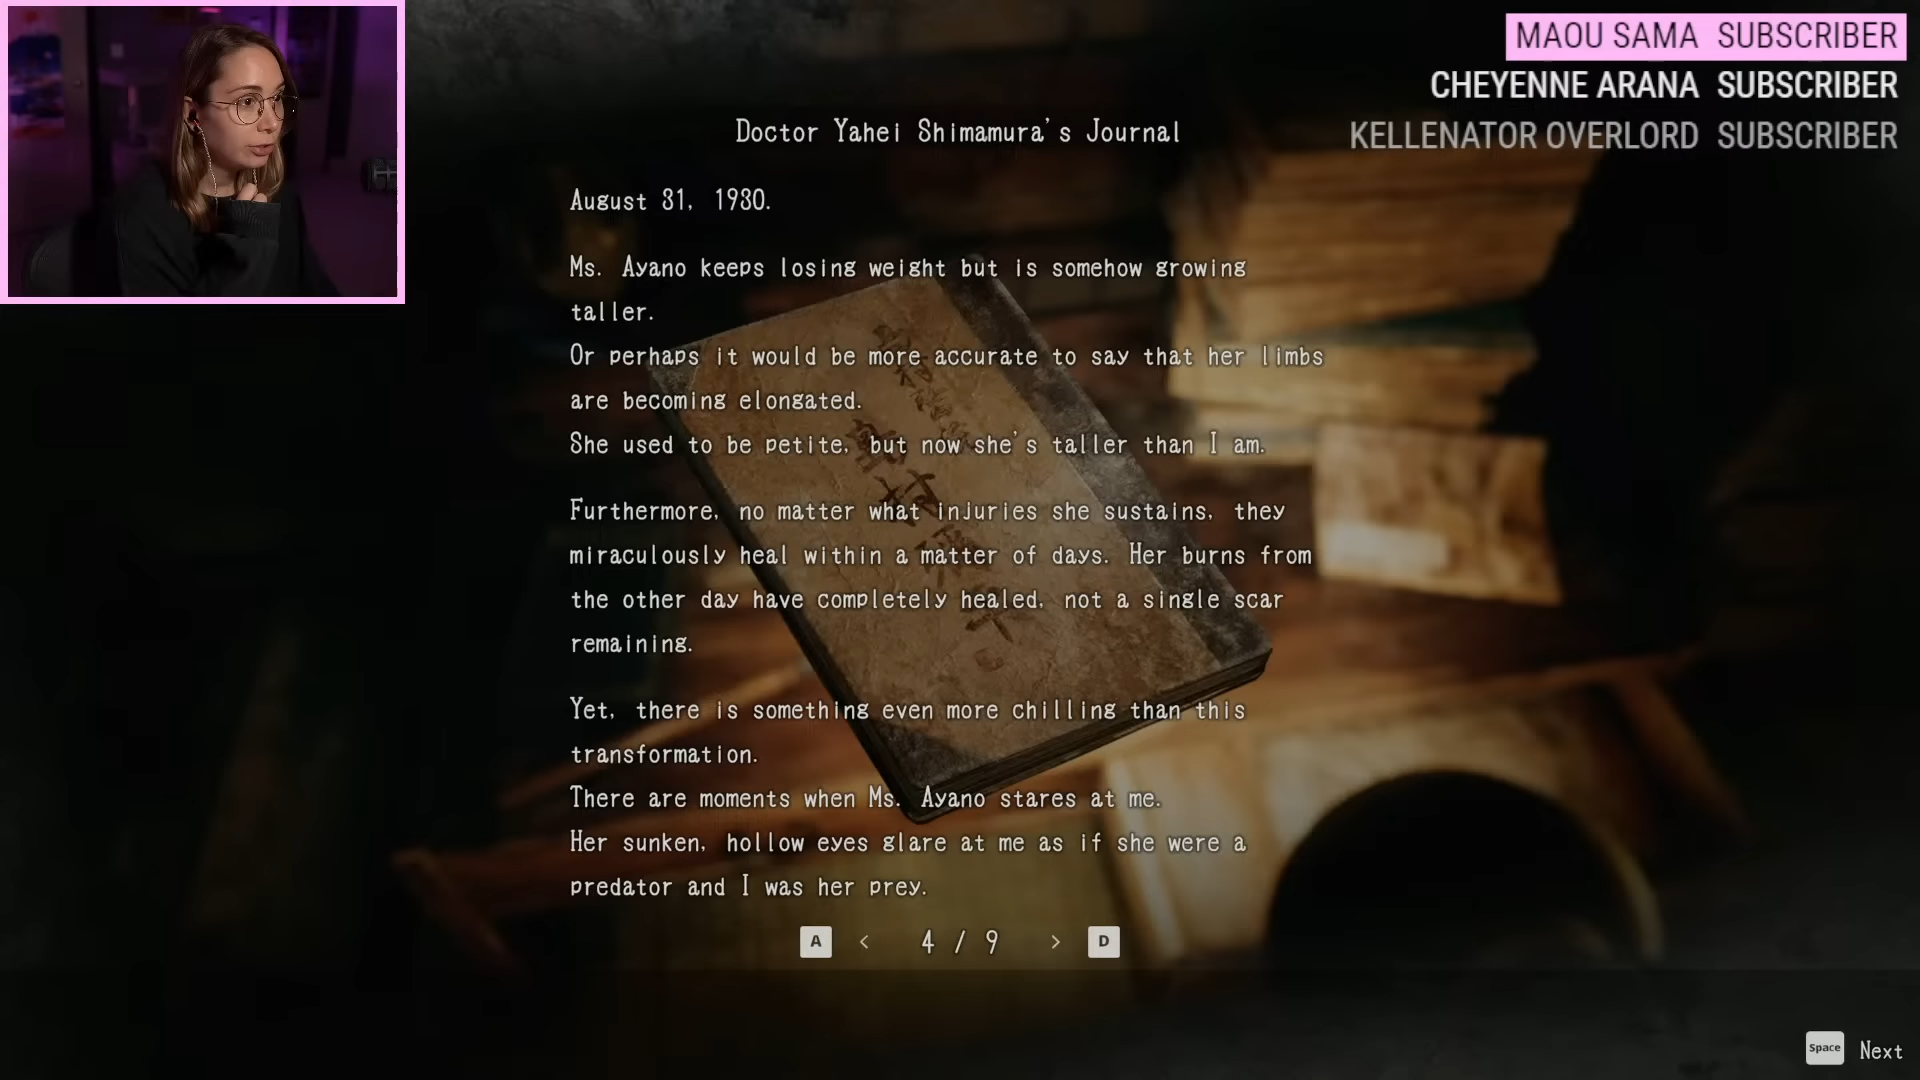 MAOU SAMA SUBSCRIBER
CHEYENNE ARANA SUBSCRIBER
KELLENATOR OVERLORD SUBSCRIBER
Doctor Yahei Shimamura's Journal
August 31, 1930.
Ms. Ayano keeps losing weight but is somehow growing
taller.
Or perhaps it would be more accurate to say that her limbs
are becoming elongated.
She used to be petite, but now she's taller than I am.
Furthermore, no matter what injuries she sustains, they
miraculously heal within a matter of days. Her burns from
the other day have completely healed, not a single scar
remaining.
Yet, there is something even more chilling than this
transformation.
There are moments when Ms. Ayano stares at me.
Her sunken, hollow eyes glare at me as if she were a
predator and I was her prey.
A < 4 / 9 > D
Space Next